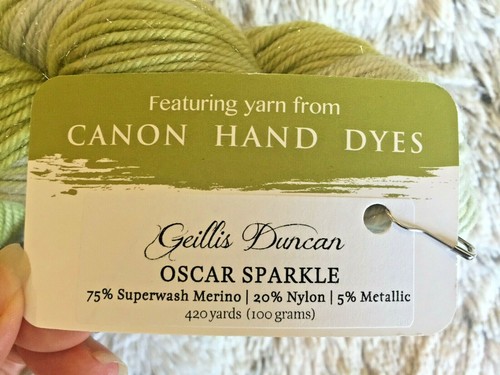 Featuring yarn from
CANON HAND DYES
Geillis Duncan
OSCAR SPARKLE
75% Superwash Merino | 20% Nylon | 5% Metallic
420 yards (100 grams)